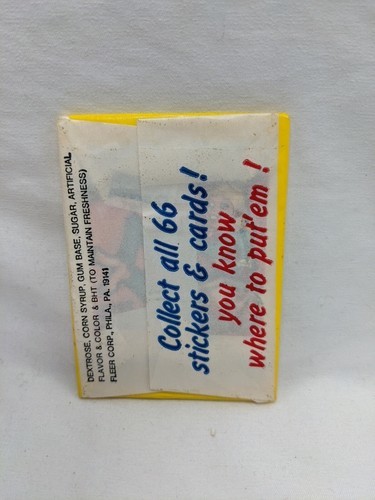 DEXTROSE, CORN SYRUP, GUM BASE, SUGAR, ARTIFICIAL
FLAVOR & COLOR & BHT (TO MAINTAIN FRESHNESS)
FLEER CORP., PHILA., PA. 19141
Collect all 66
stickers & cards!
you know
where to put'em!